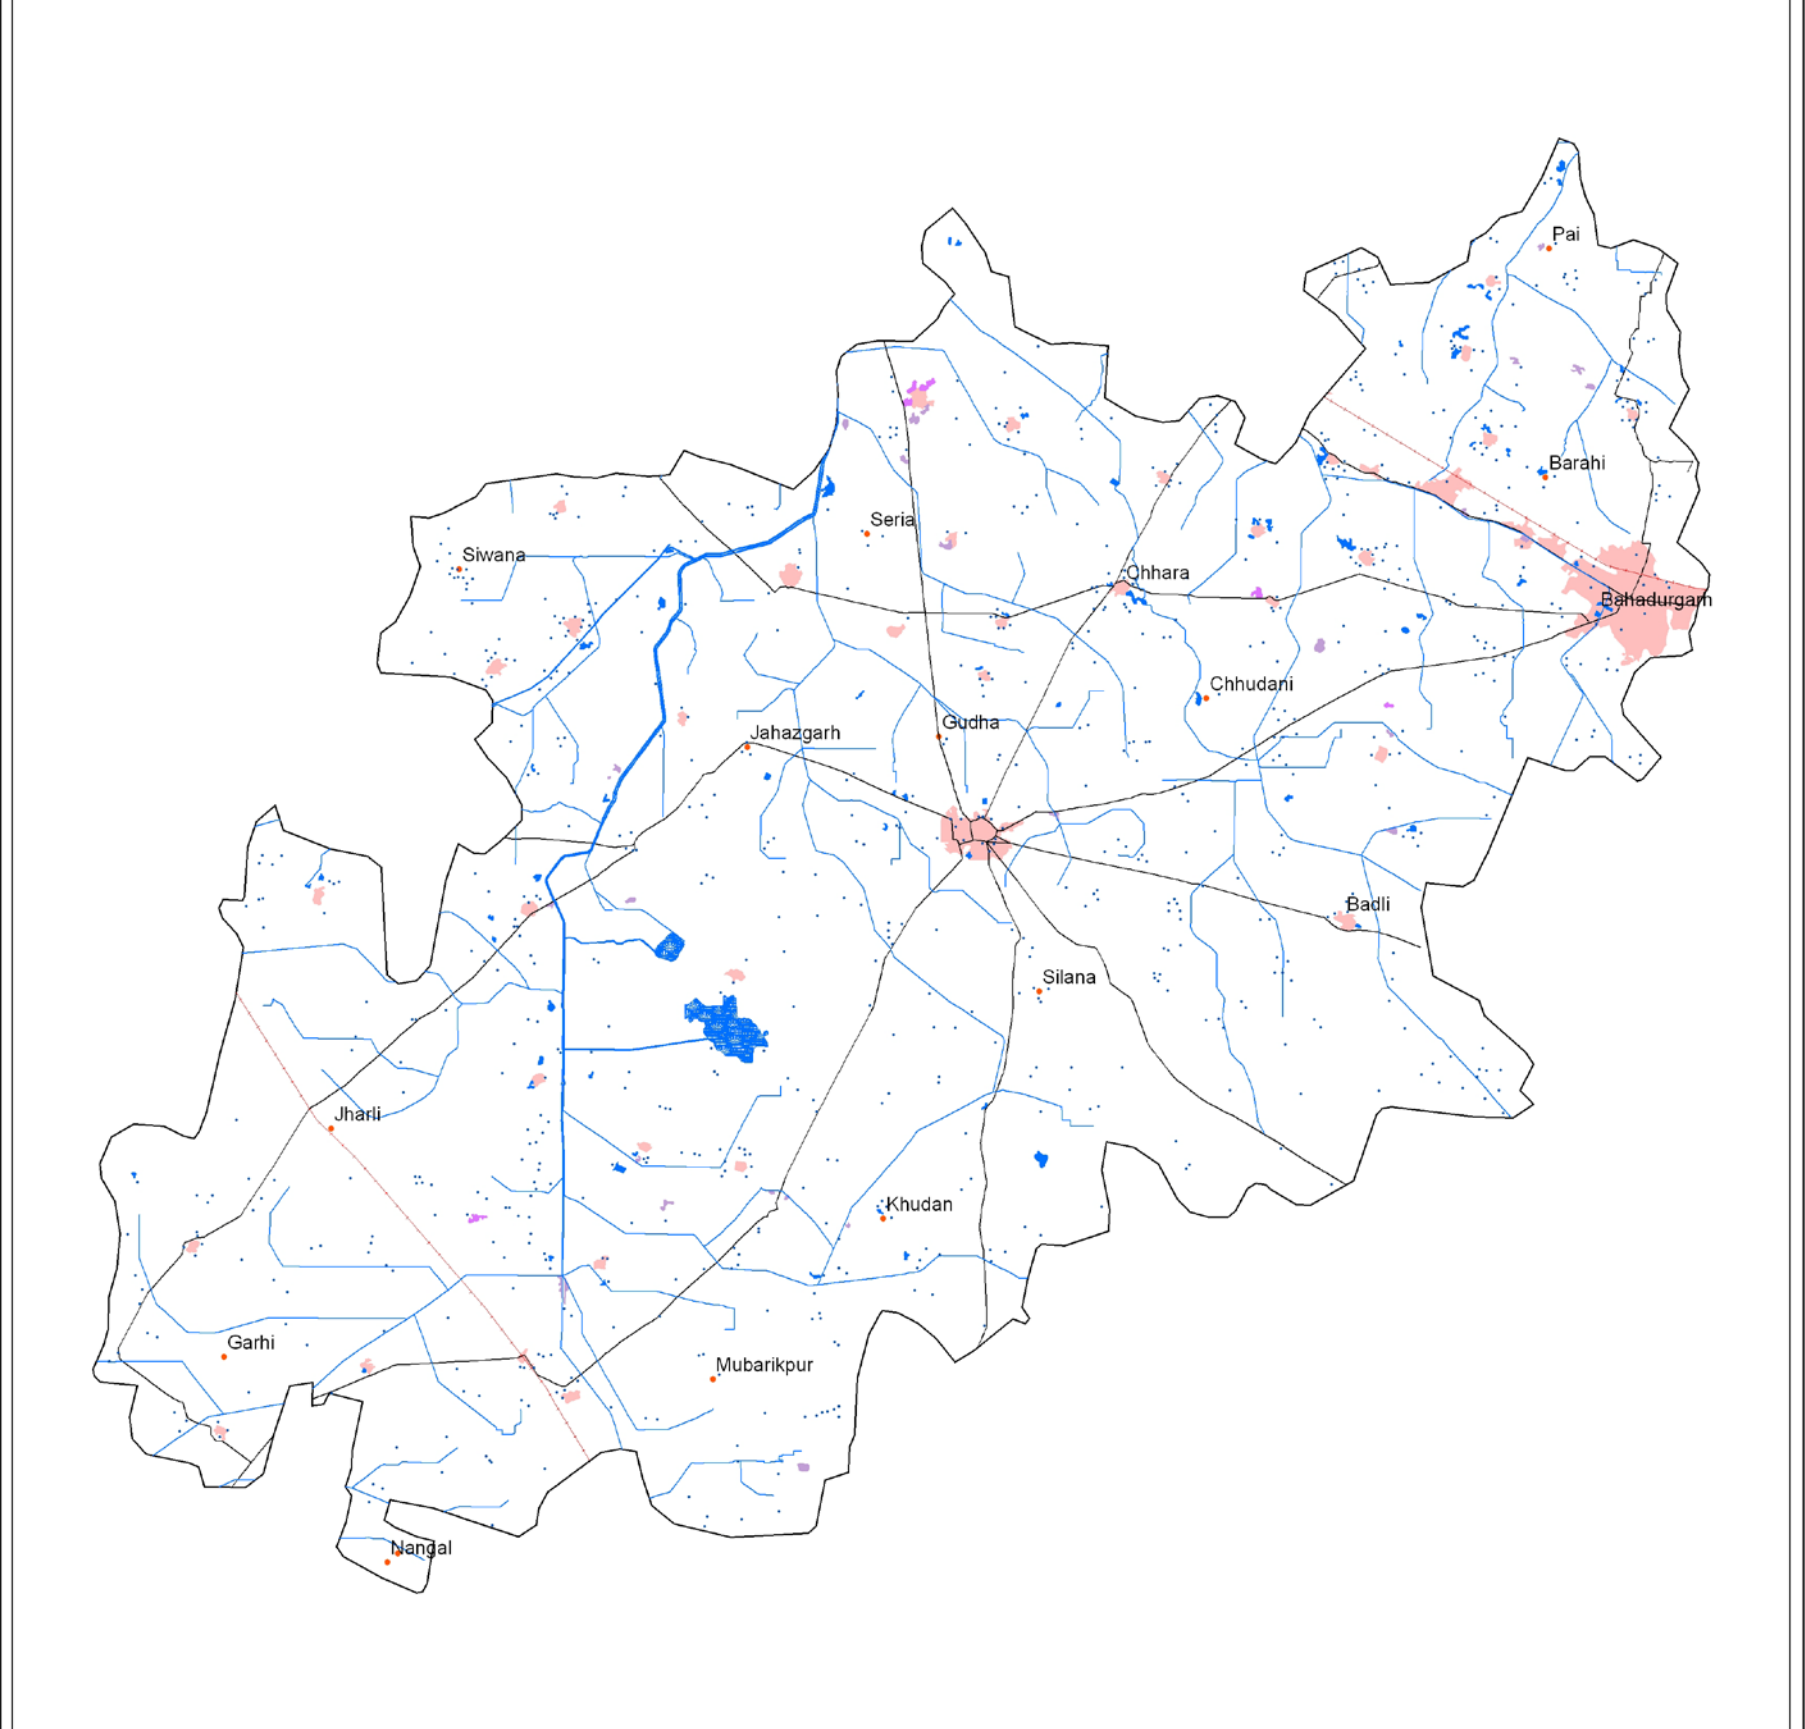 Pai
Barahi
Seria
Siwana
Chhara
Bahadurgarh
Chhudani
Gudha
Jahazgarh
Badli
Silana
Jharli
Khudan
Garhi
Mubarikpur
Nangal